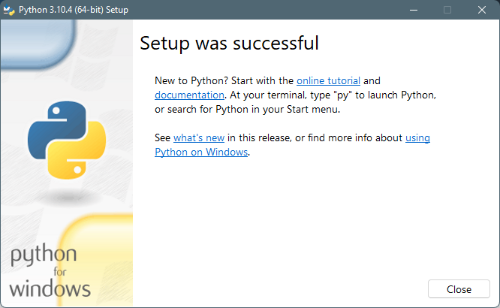 Python 3.10.4 (64-bit) Setup
Setup was successful
New to Python? Start with the online tutorial and
documentation. At your terminal, type "py" to launch Python,
or search for Python in your Start menu.
See what's new in this release, or find more info about using
Python on Windows.
python
for
windows
Close